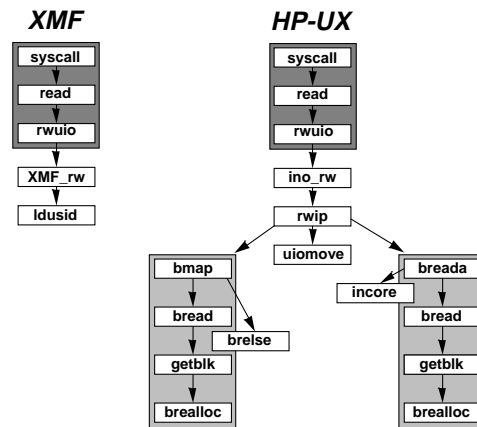 XMF
syscall
read
rwuio
XMF_rw
ldusid
HP-UX
syscall
read
rwuio
ino_rw
rwip
uiomove
bmap
bread
brelse
getblk
brealloc
breada
incore
bread
getblk
brealloc